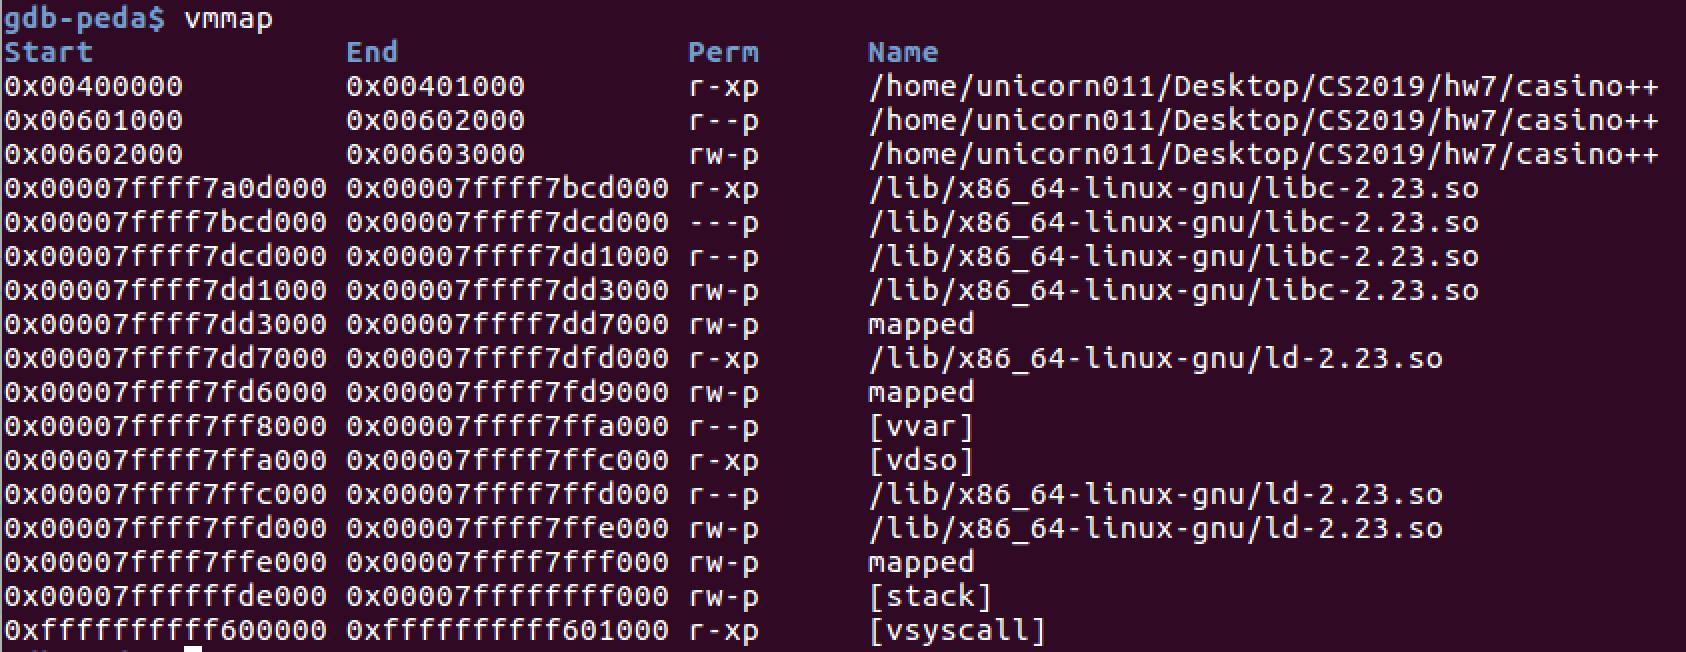 gdb-peda$ vmmap
Start End Perm Name
0x00400000 0x00401000 r-xp /home/unicorn011/Desktop/CS2019/hw7/casino++
0x00601000 0x00602000 r--p /home/unicorn011/Desktop/CS2019/hw7/casino++
0x00602000 0x00603000 rw-p /home/unicorn011/Desktop/CS2019/hw7/casino++
0x00007ffff7a0d000 0x00007ffff7bcd000 r-xp /lib/x86_64-linux-gnu/libc-2.23.so
0x00007ffff7bcd000 0x00007ffff7dcd000 ---p /lib/x86_64-linux-gnu/libc-2.23.so
0x00007ffff7dcd000 0x00007ffff7dd1000 r--p /lib/x86_64-linux-gnu/libc-2.23.so
0x00007ffff7dd1000 0x00007ffff7dd3000 rw-p /lib/x86_64-linux-gnu/libc-2.23.so
0x00007ffff7dd3000 0x00007ffff7dd7000 rw-p mapped
0x00007ffff7dd7000 0x00007ffff7dfd000 r-xp /lib/x86_64-linux-gnu/ld-2.23.so
0x00007ffff7fd6000 0x00007ffff7fd9000 rw-p mapped
0x00007ffff7ff8000 0x00007ffff7ffa000 r--p [vvar]
0x00007ffff7ffa000 0x00007ffff7ffc000 r-xp [vdso]
0x00007ffff7ffc000 0x00007ffff7ffd000 r--p /lib/x86_64-linux-gnu/ld-2.23.so
0x00007ffff7ffd000 0x00007ffff7ffe000 rw-p /lib/x86_64-linux-gnu/ld-2.23.so
0x00007ffff7ffe000 0x00007ffff7fff000 rw-p mapped
0x00007ffffffde000 0x00007ffffffff000 rw-p [stack]
0xffffffffff600000 0xffffffffff601000 r-xp [vsyscall]